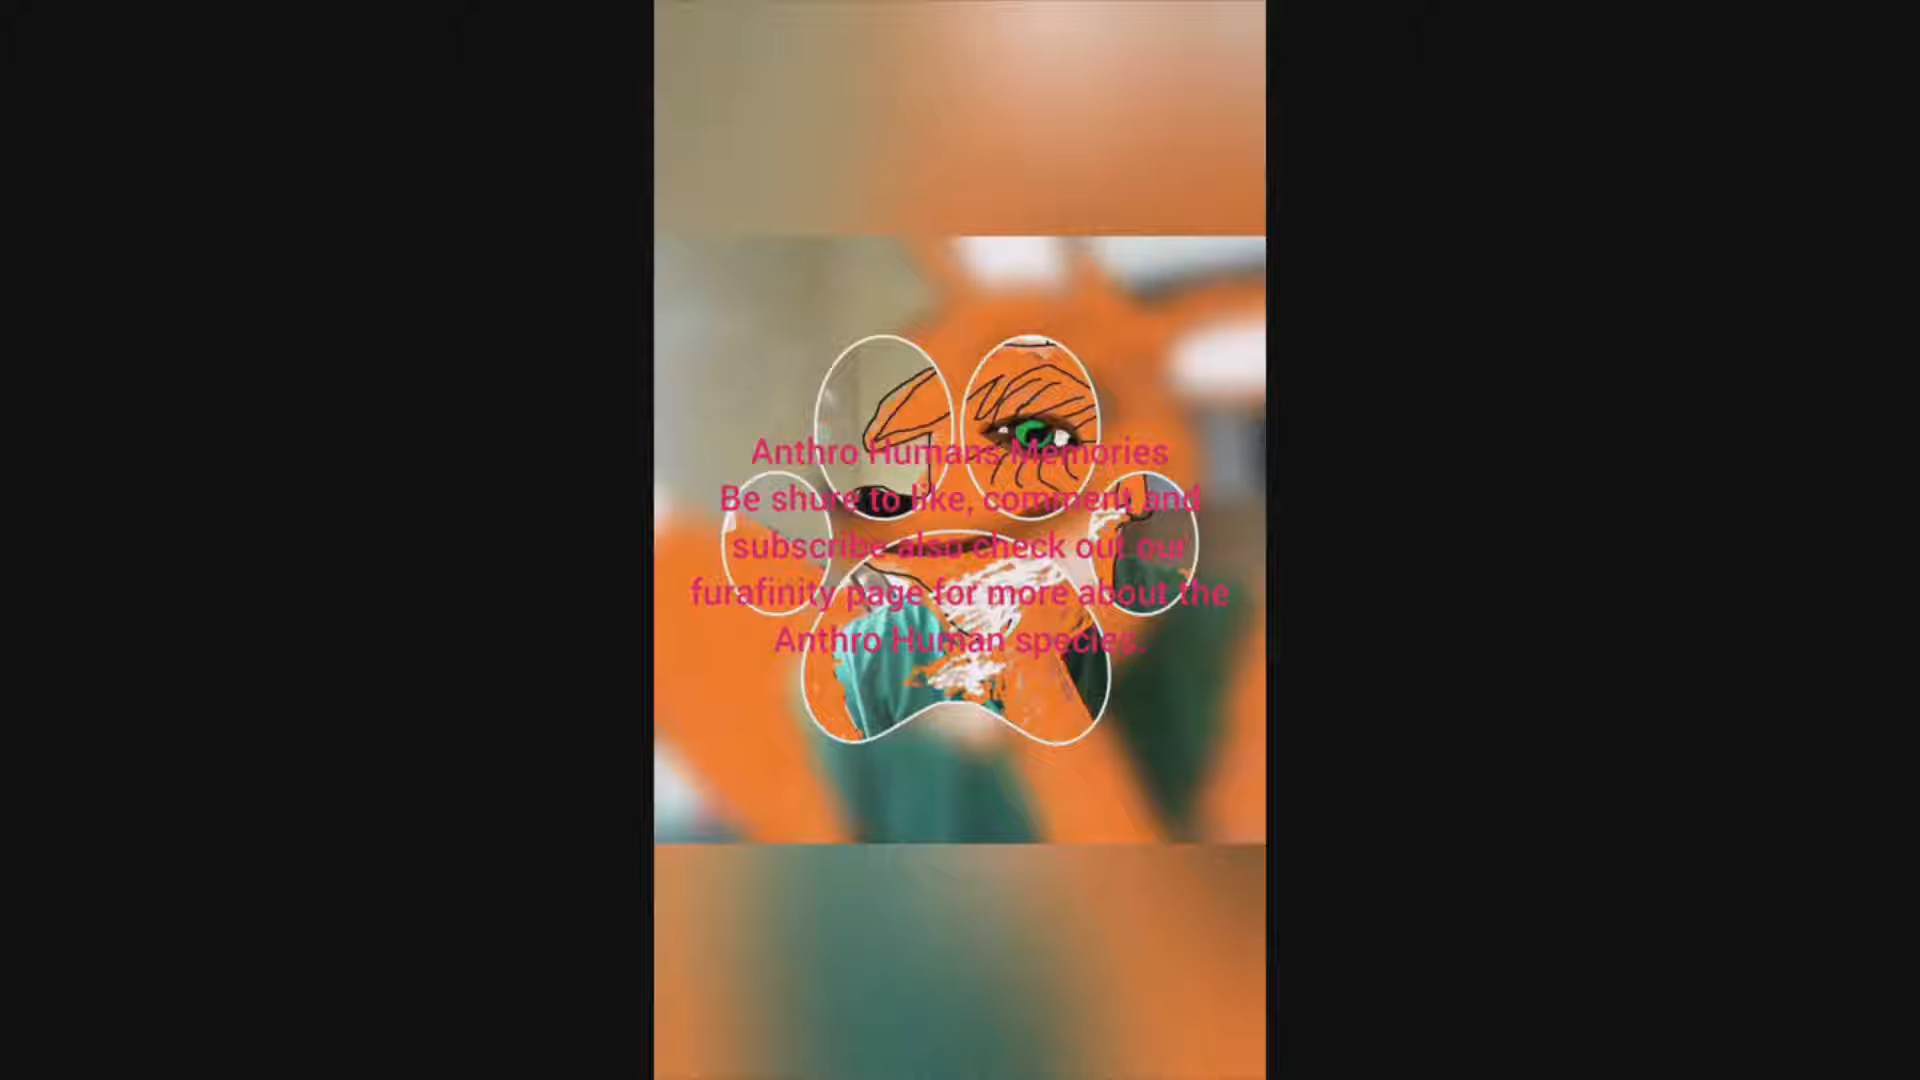 Anthro Humans Memories
Be shure to like, comment and
subscribe also check out our
furafinity page for more about the
Anthro Human species.